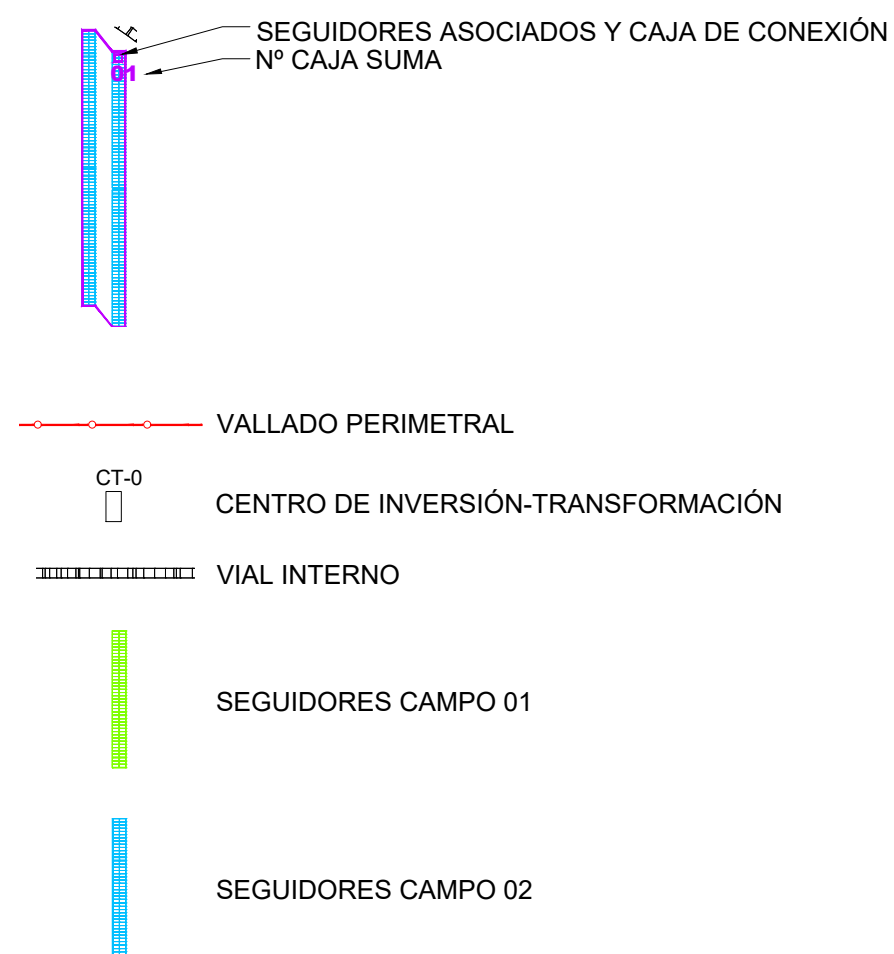 SEGUIDORES ASOCIADOS Y CAJA DE CONEXIÓN
Nº CAJA SUMA
01
VALLADO PERIMETRAL
CT-0
CENTRO DE INVERSIÓN-TRANSFORMACIÓN
VIAL INTERNO
SEGUIDORES CAMPO 01
SEGUIDORES CAMPO 02